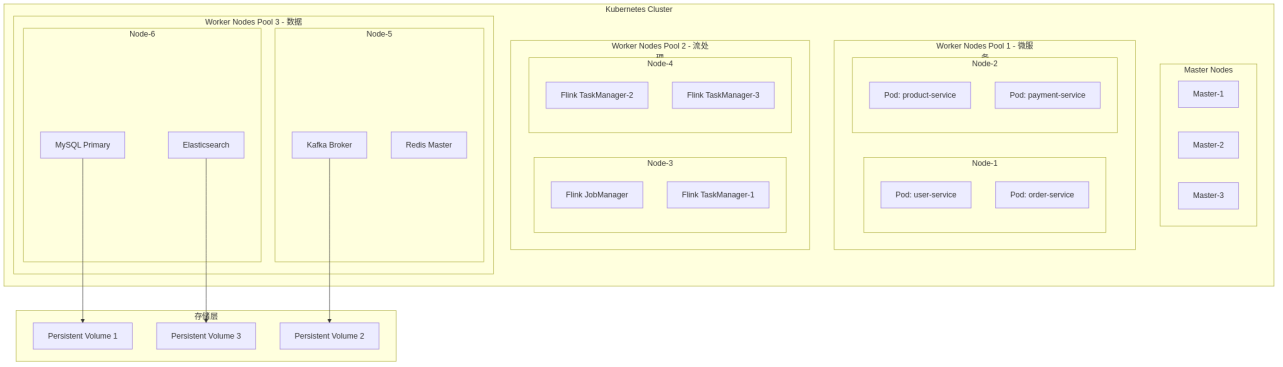 Kubernetes Cluster
Worker Nodes Pool 3 - 数据
Node-6
MySQL Primary
Elasticsearch
Node-5
Kafka Broker
Redis Master
Worker Nodes Pool 2 - 流处
理
Node-4
Flink TaskManager-2
Flink TaskManager-3
Node-3
Flink JobManager
Flink TaskManager-1
Worker Nodes Pool 1 - 微服
务
Node-2
Pod: product-service
Pod: payment-service
Node-1
Pod: user-service
Pod: order-service
Master Nodes
Master-1
Master-2
Master-3
存储层
Persistent Volume 1
Persistent Volume 3
Persistent Volume 2